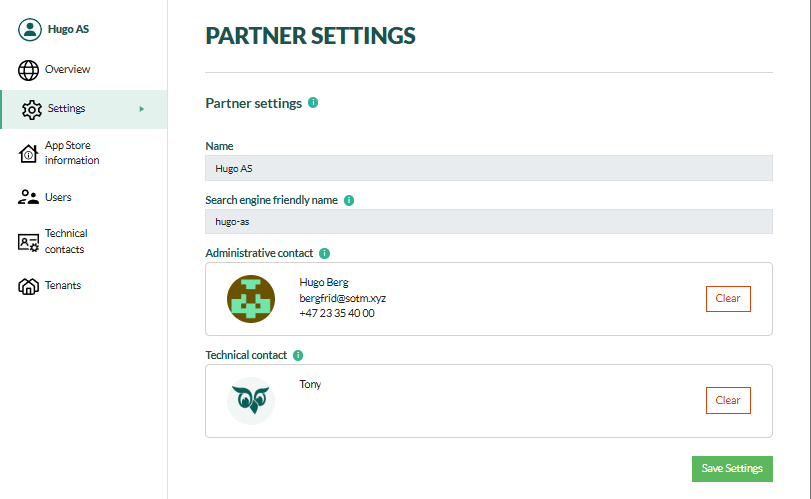 Hugo AS
Overview
Settings
App Store
information
Users
Technical
contacts
Tenants
PARTNER SETTINGS
Partner settings
Name
Hugo AS
Search engine friendly name
hugo-as
Administrative contact
Hugo Berg
bergfrid@sotm.xyz
+47 23 35 40 00
Clear
Technical contact
Tony
Clear
Save Settings